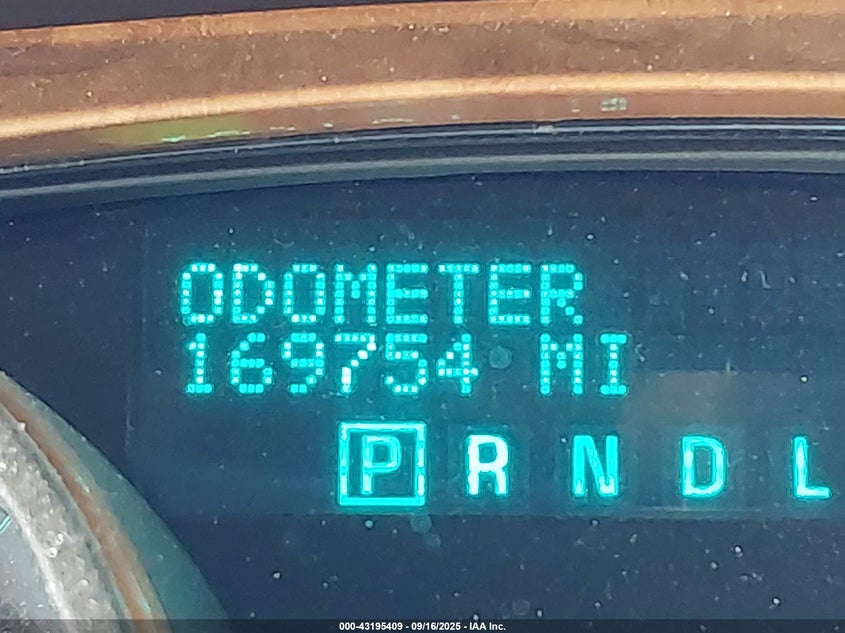 ODOMETER
169754 MI
P R N D L
000-43195409 - 09/16/2025 - IAA Inc.